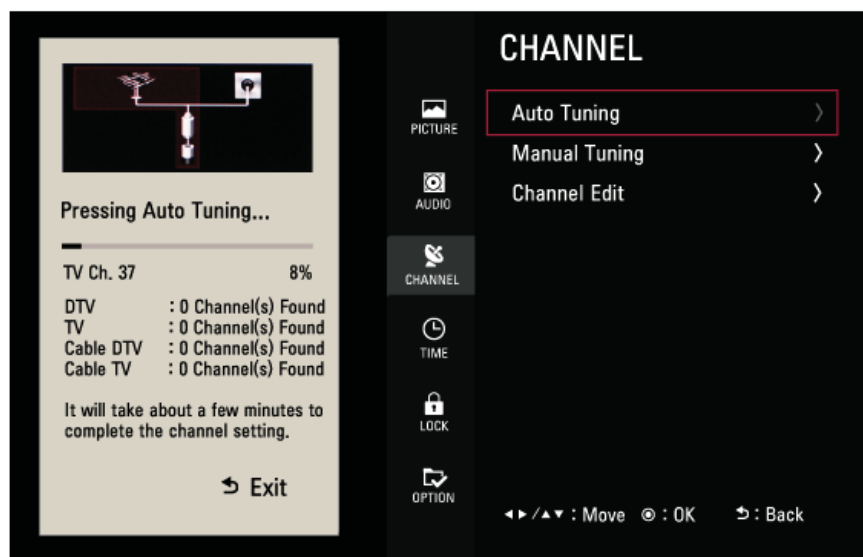 Pressing Auto Tuning...
TV Ch. 37 8%
DTV : 0 Channel(s) Found
TV : 0 Channel(s) Found
Cable DTV : 0 Channel(s) Found
Cable TV : 0 Channel(s) Found
It will take about a few minutes to
complete the channel setting.
Exit
PICTURE
AUDIO
CHANNEL
TIME
LOCK
OPTION
CHANNEL
Auto Tuning
Manual Tuning
Channel Edit
◄►/▲▼ : Move ◉ : OK ⮌ : Back